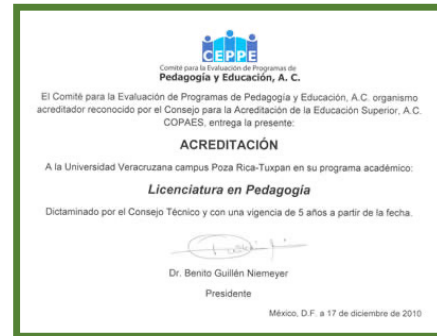 CEPPE
Comité para la Evaluación de Programas de
Pedagogía y Educación, A. C.
El Comité para la Evaluación de Programas de Pedagogía y Educación, A.C. organismo
acreditador reconocido por el Consejo para la Acreditación de la Educación Superior, A.C.
COPAES, entrega la presente:
ACREDITACIÓN
A la Universidad Veracruzana campus Poza Rica-Tuxpan en su programa académico:
Licenciatura en Pedagogía
Dictaminado por el Consejo Técnico y con una vigencia de 5 años a partir de la fecha.
Dr. Benito Guillén Niemeyer
Presidente
México, D.F. a 17 de diciembre de 2010